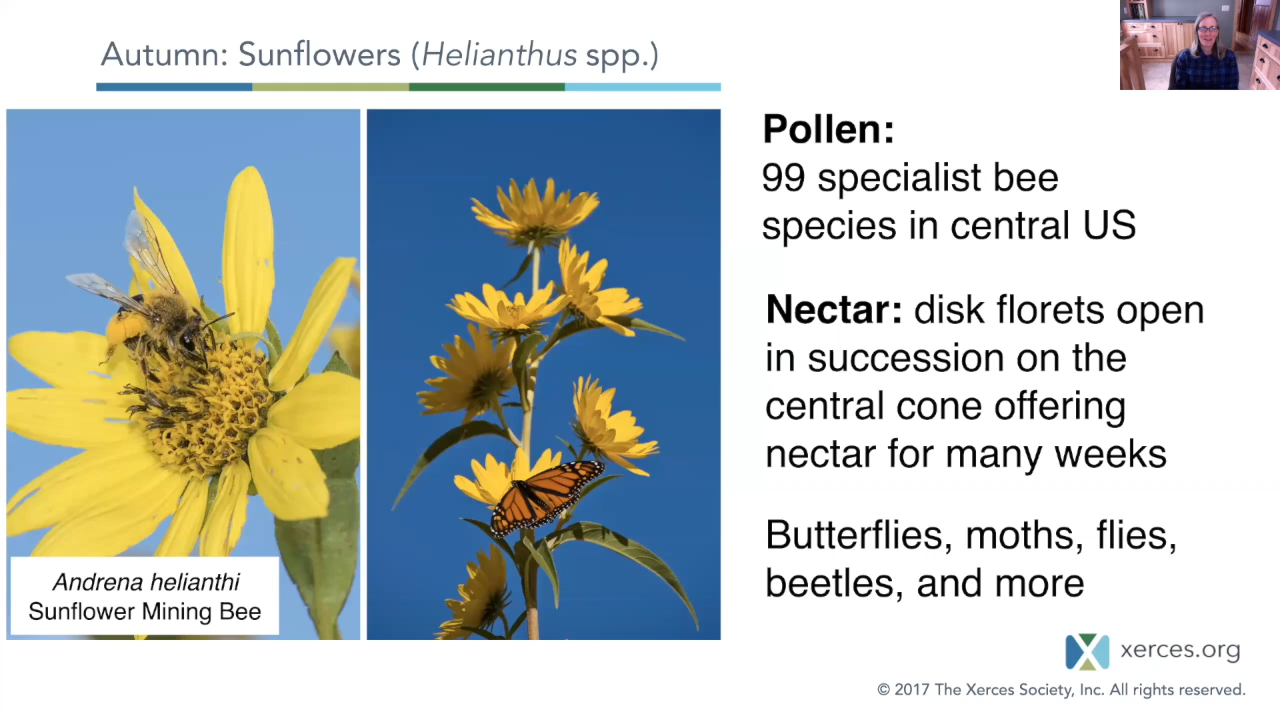 Autumn: Sunflowers (Helianthus spp.)
Pollen:
99 specialist bee
species in central US
Nectar: disk florets open
in succession on the
central cone offering
nectar for many weeks
Butterflies, moths, flies,
beetles, and more
Andrena helianthi
Sunflower Mining Bee
xerces.org
© 2017 The Xerces Society, Inc. All rights reserved.